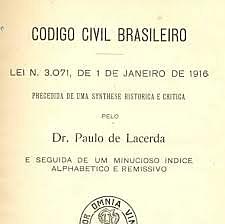 CODIGO CIVIL BRASILEIRO
LEI N. 3.071, DE 1 DE JANEIRO DE 1916
PRECEDIDA DE UMA SYNTHESE HISTORICA E CRITICA
PELO
Dr. Paulo de Lacerda
E SEGUIDA DE UM MINUCIOSO INDICE
ALPHABETICO E REMISSIVO
OMNIA